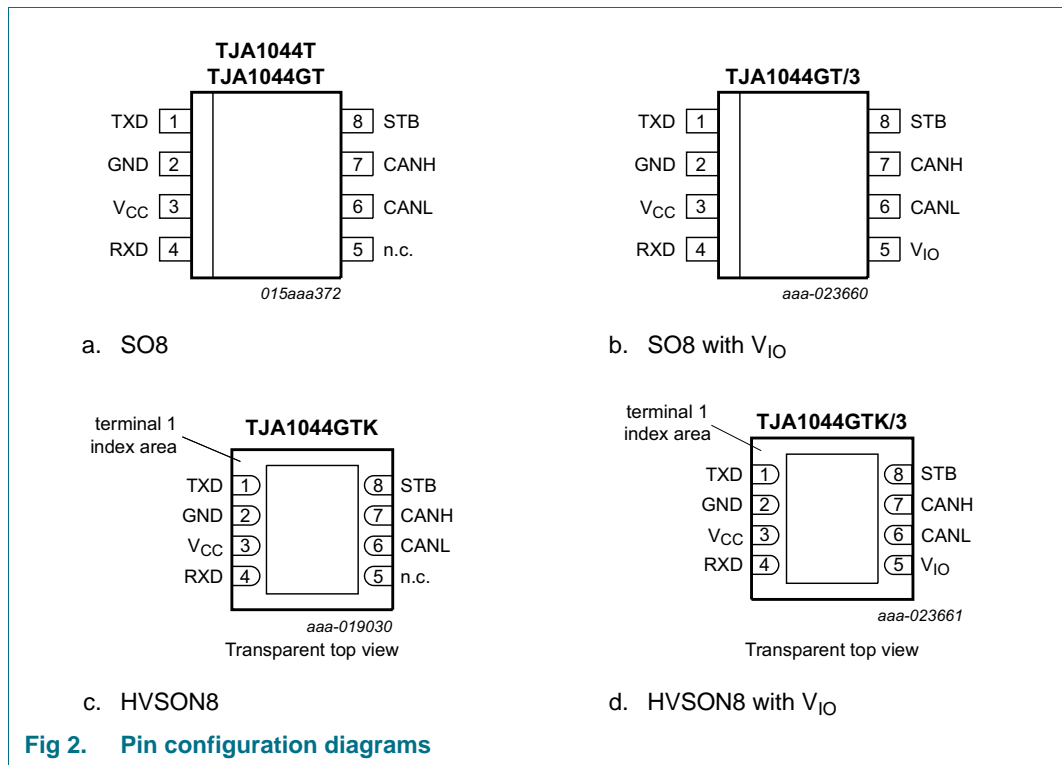 TJA1044T
TJA1044GT
TXD 1
8 STB
GND 2
7 CANH
VCC 3
6 CANL
RXD 4
5 n.c.
015aaa372
a. SO8
TJA1044GT/3
TXD 1
8 STB
GND 2
7 CANH
VCC 3
6 CANL
RXD 4
5 VIO
aaa-023660
b. SO8 with VIO
terminal 1
index area
TJA1044GTK
TXD 1
8 STB
GND 2
7 CANH
VCC 3
6 CANL
RXD 4
5 n.c.
aaa-019030
Transparent top view
c. HVSON8
terminal 1
index area
TJA1044GTK/3
TXD 1
8 STB
GND 2
7 CANH
VCC 3
6 CANL
RXD 4
5 VIO
aaa-023661
Transparent top view
d. HVSON8 with VIO
Fig 2. Pin configuration diagrams